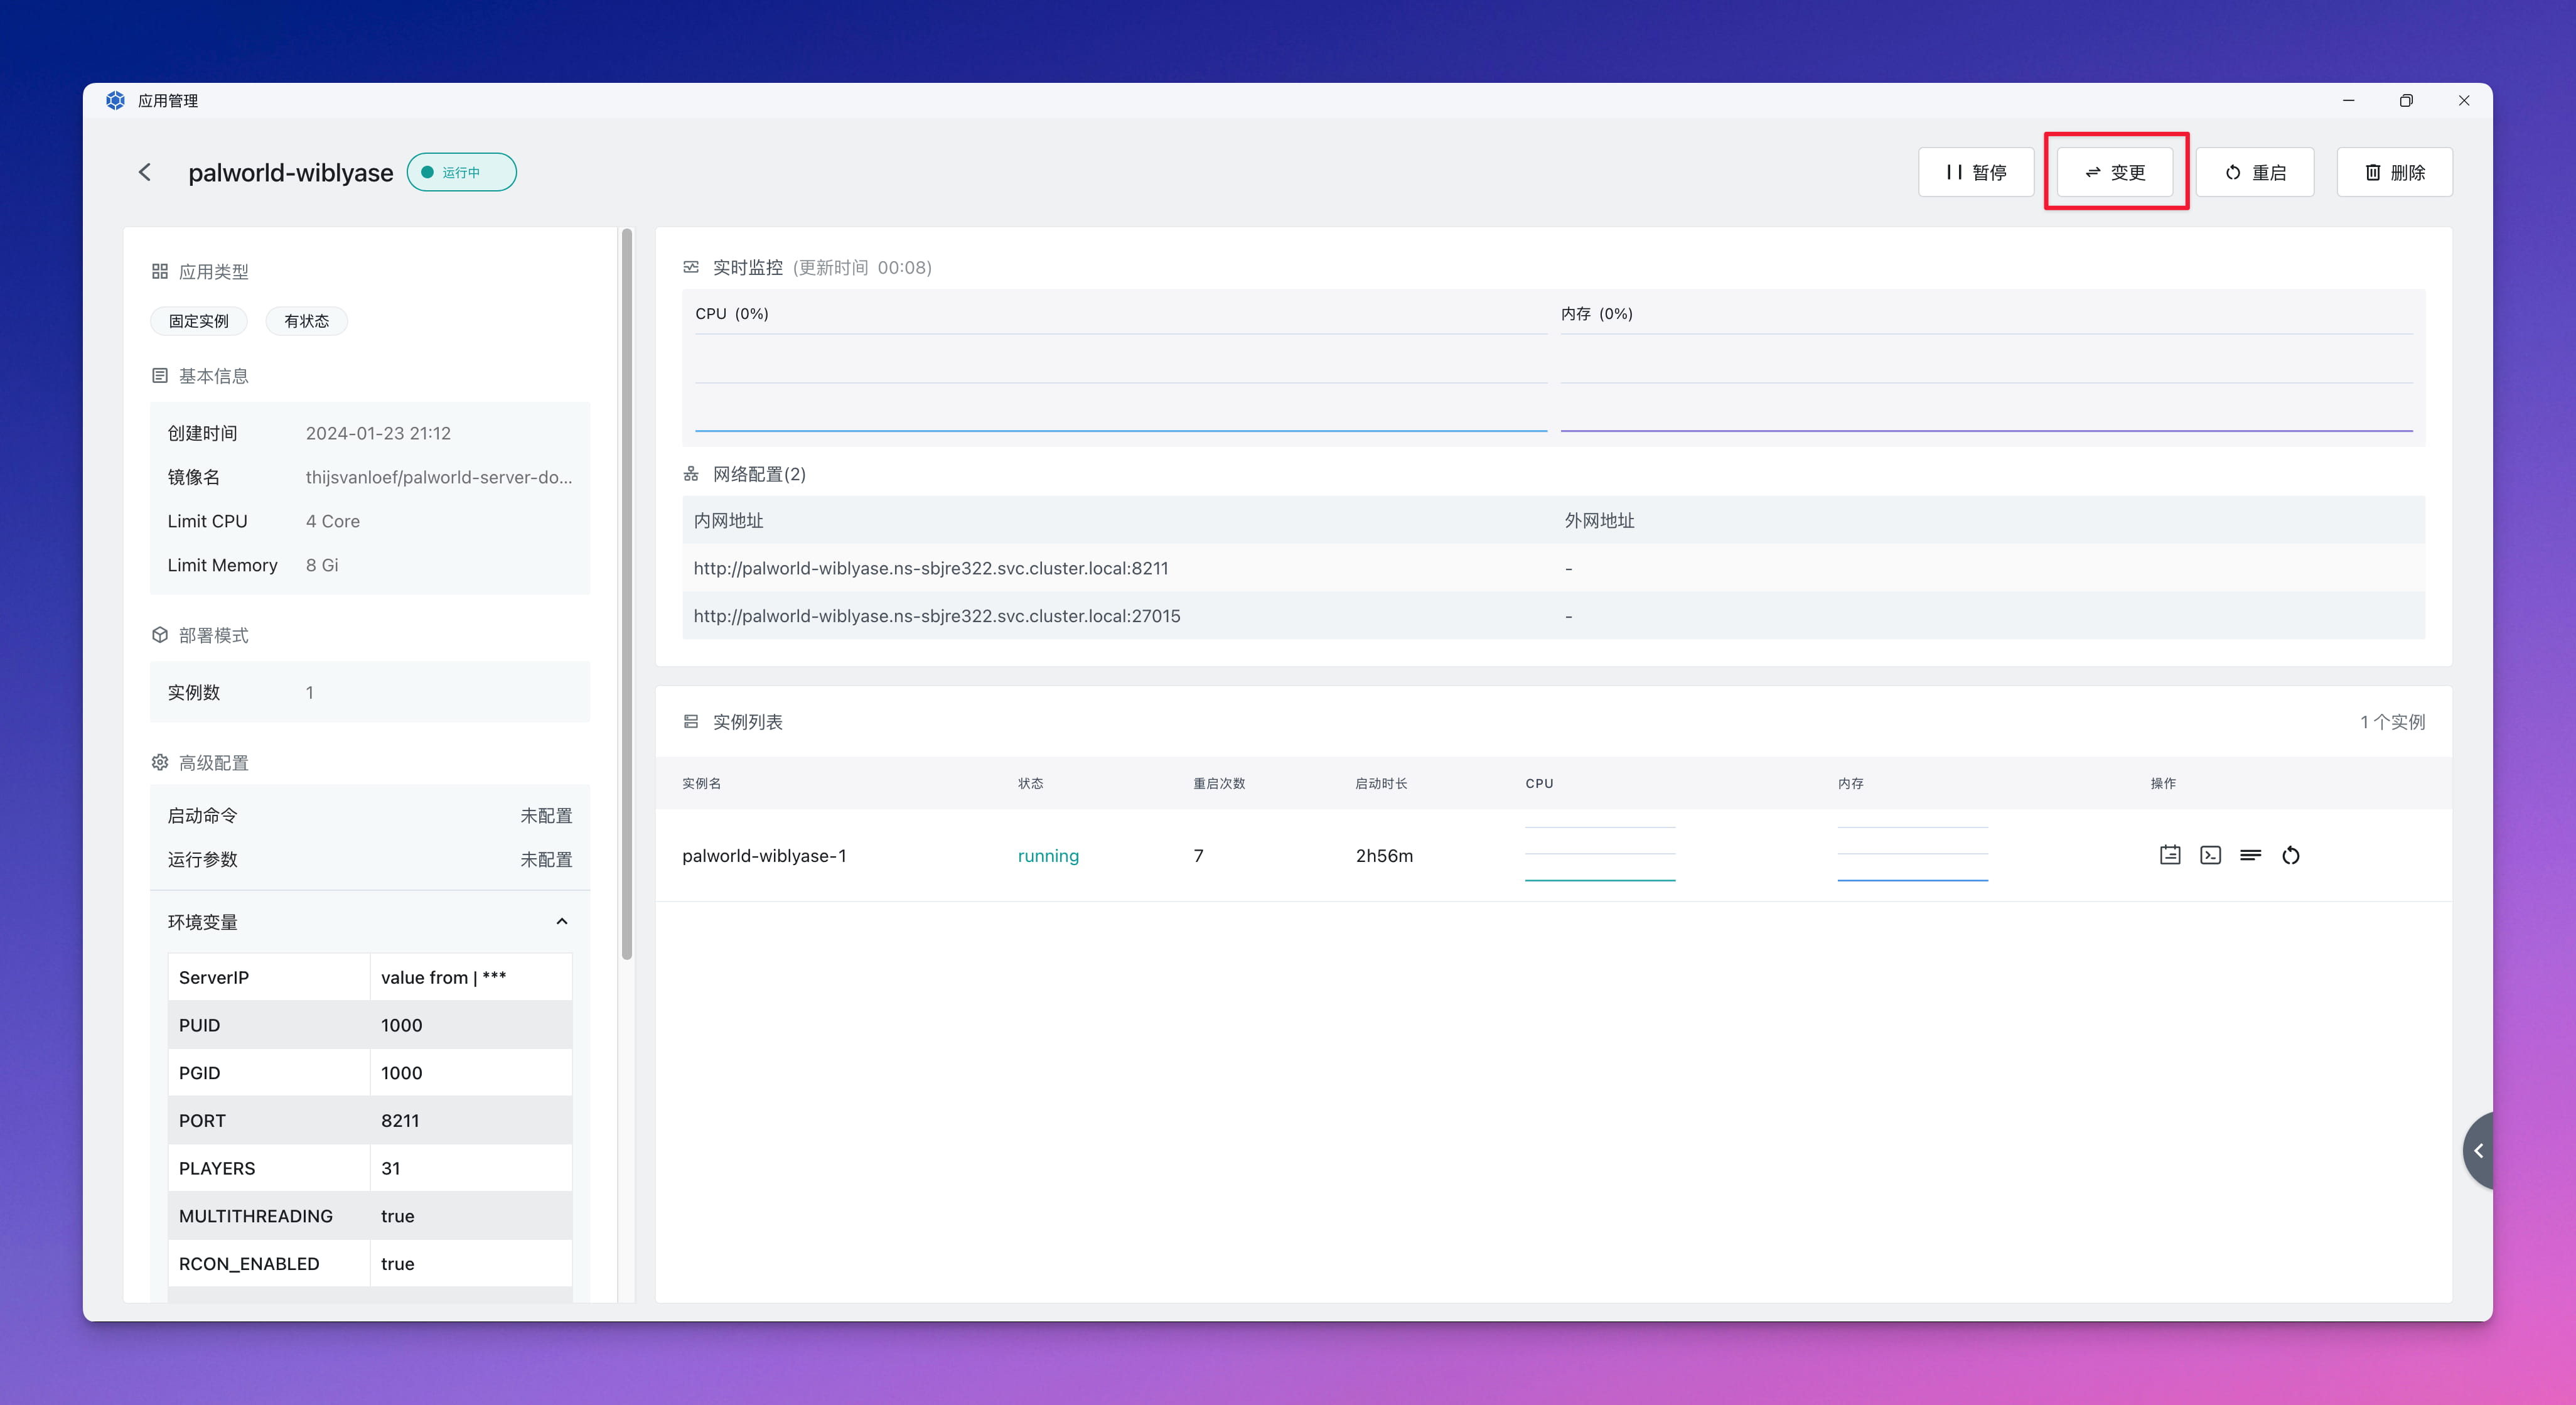 应用管理
palworld-wiblyase
运行中
暂停
变更
重启
删除
应用类型
固定实例
有状态
基本信息
创建时间 2024-01-23 21:12
镜像名 thijsvanloef/palworld-server-do...
Limit CPU 4 Core
Limit Memory 8 Gi
部署模式
实例数 1
高级配置
启动命令 未配置
运行参数 未配置
环境变量
ServerIP value from | ***
PUID 1000
PGID 1000
PORT 8211
PLAYERS 31
MULTITHREADING true
RCON_ENABLED true
实时监控 (更新时间 00:08)
CPU (0%)
内存 (0%)
网络配置(2)
内网地址 外网地址
http://palworld-wiblyase.ns-sbjre322.svc.cluster.local:8211 -
http://palworld-wiblyase.ns-sbjre322.svc.cluster.local:27015 -
实例列表
1 个实例
实例名 状态 重启次数 启动时长 CPU 内存 操作
palworld-wiblyase-1 running 7 2h56m